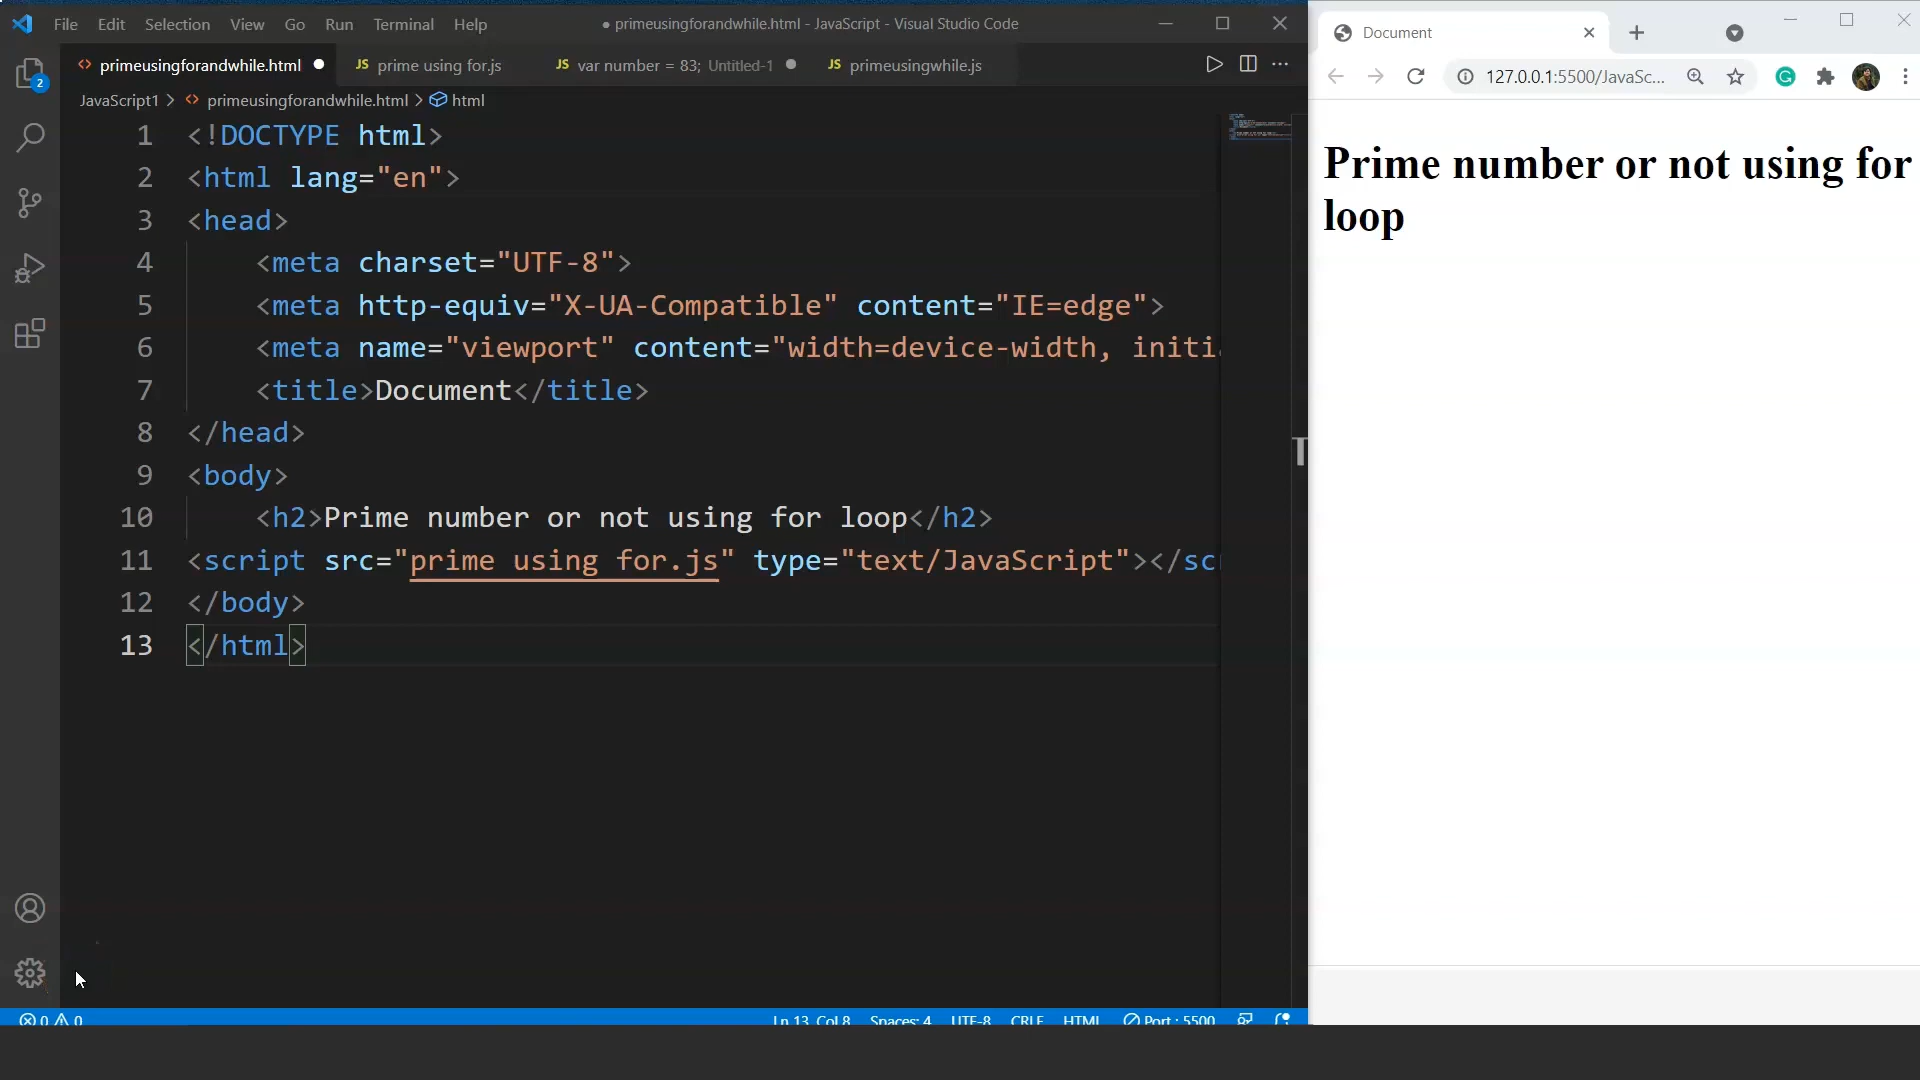 File Edit Selection View Go Run Terminal Help
● primeusingforandwhile.html - JavaScript - Visual Studio Code
primeusingforandwhile.html
JS prime using for.js
JS var number = 83; Untitled-1
JS primeusingwhile.js
JavaScript1 > primeusingforandwhile.html > html
1 <!DOCTYPE html>
2 <html lang="en">
3 <head>
4 <meta charset="UTF-8">
5 <meta http-equiv="X-UA-Compatible" content="IE=edge">
6 <meta name="viewport" content="width=device-width,
7 <title>Document</title>
8 </head>
9 <body>
10 <h2>Prime number or not using for loop</h2>
11 <script src="prime using for.js" type="text/JavaScript"></
12 </body>
13 </html>
2
0 0
Ln 13, Col 8 Spaces: 4 UTF-8 CRLF HTML Port : 5500
Document
127.0.0.1:5500/JavaSc...
Prime number or not using for
loop